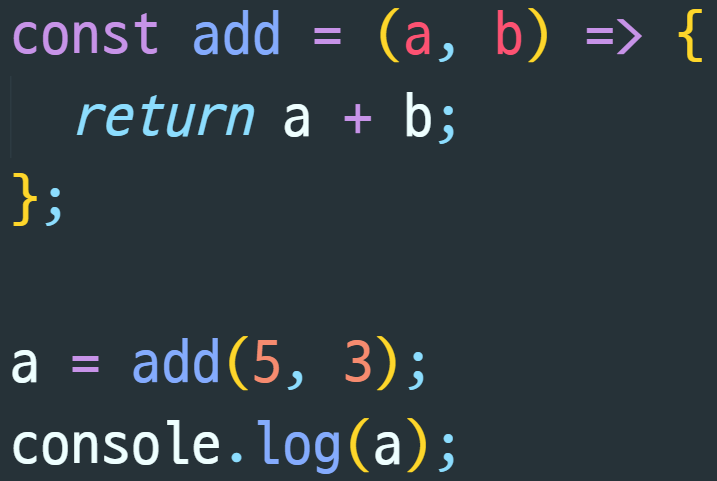 const add = (a, b) => {
  return a + b;
};

a = add(5, 3);
console.log(a);